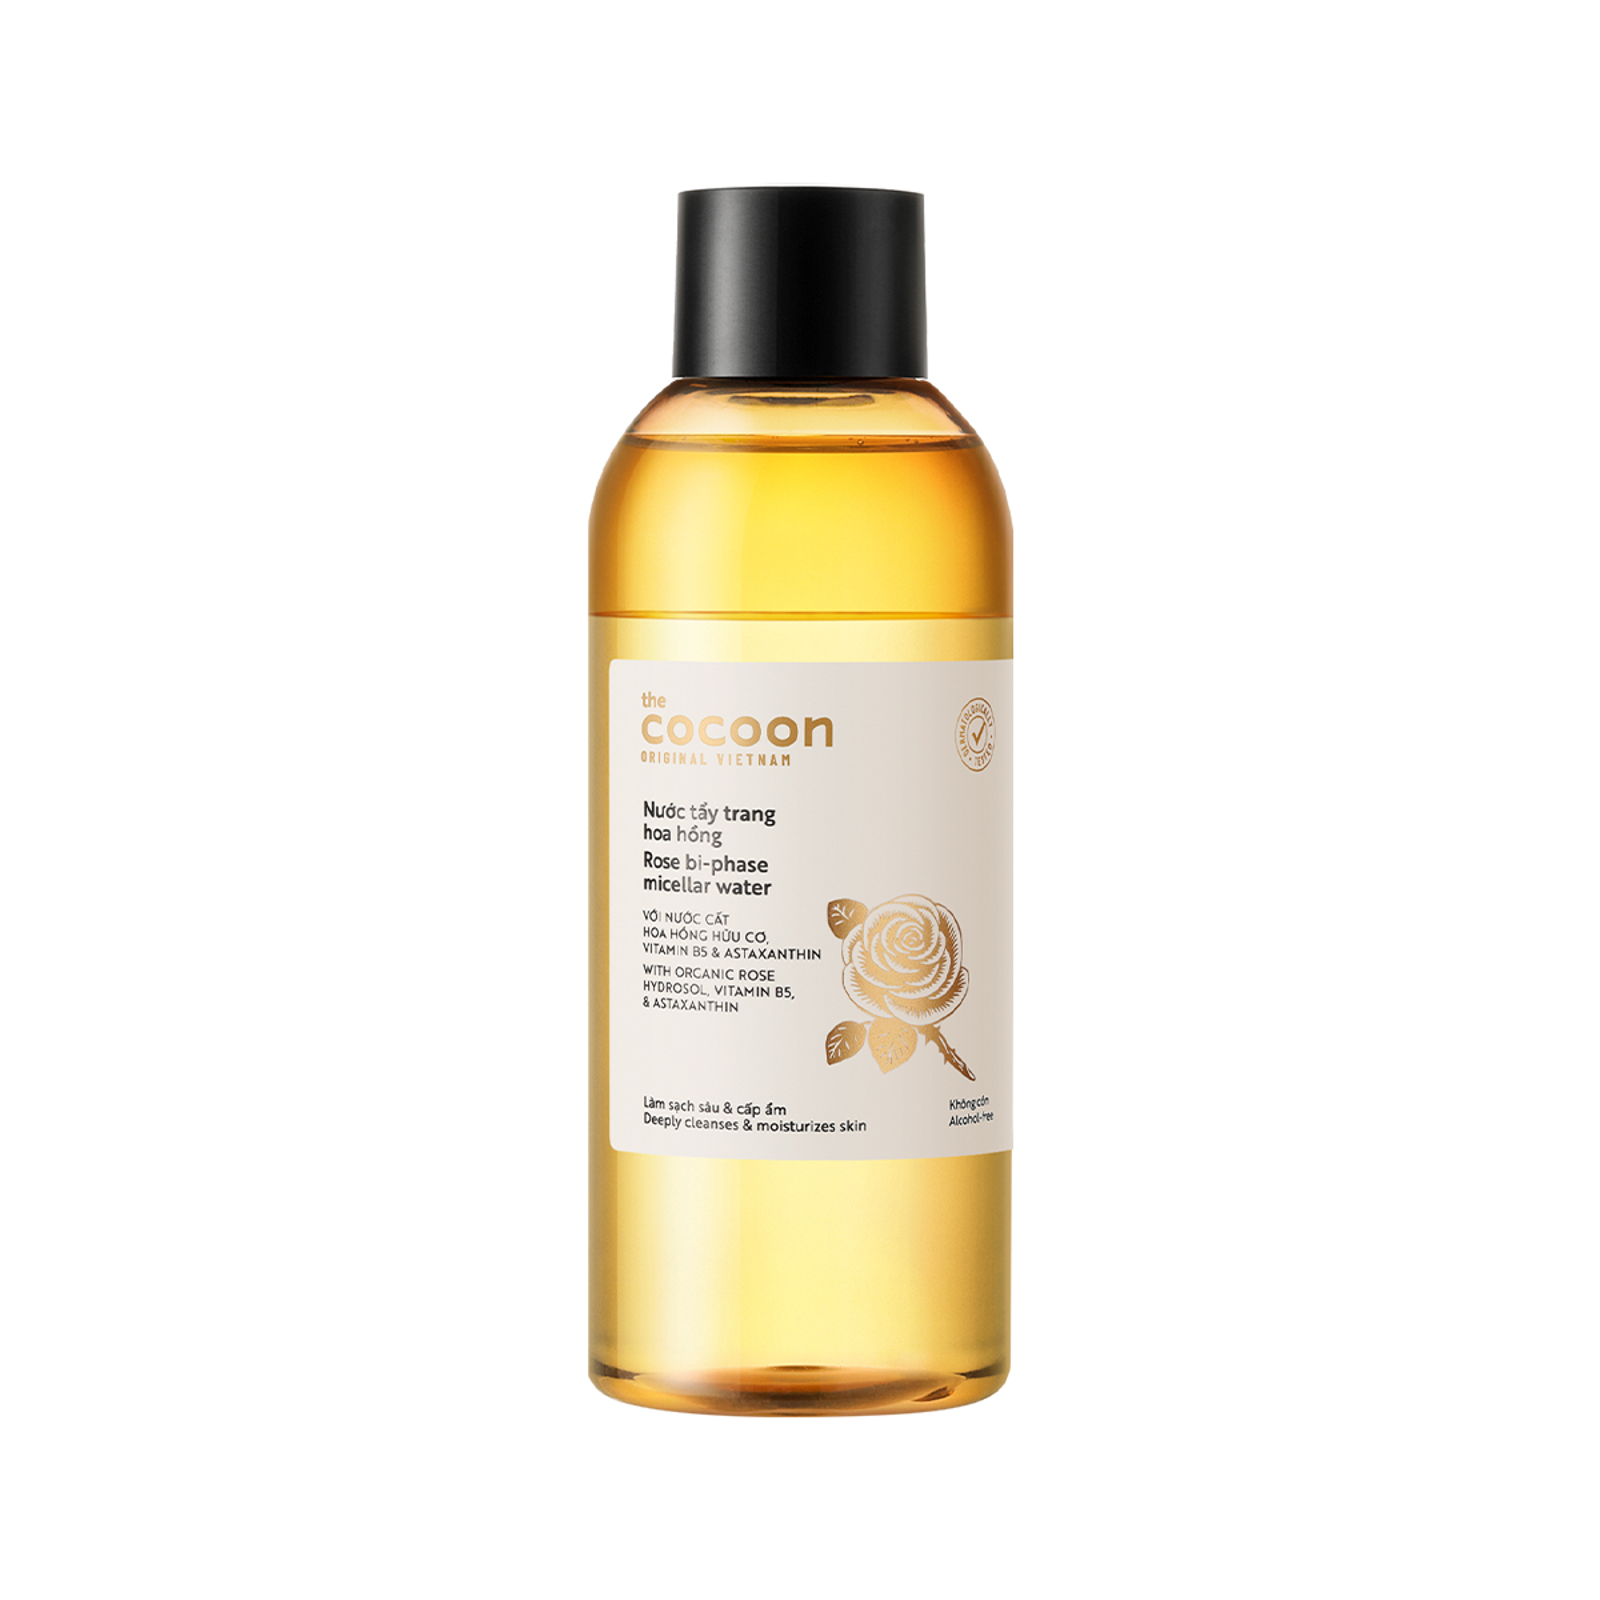 the
cocoon
ORIGINAL VIETNAM
DERMATOLOGICALLY TESTED
Nước tẩy trang
hoa hồng
Rose bi-phase
micellar water
VỚI NƯỚC CẤT
HOA HỒNG HỮU CƠ,
VITAMIN B5 & ASTAXANTHIN
WITH ORGANIC ROSE
HYDROSOL, VITAMIN B5,
& ASTAXANTHIN
Làm sạch sâu & cấp ẩm
Deeply cleanses & moisturizes skin
Không cồn
Alcohol-free